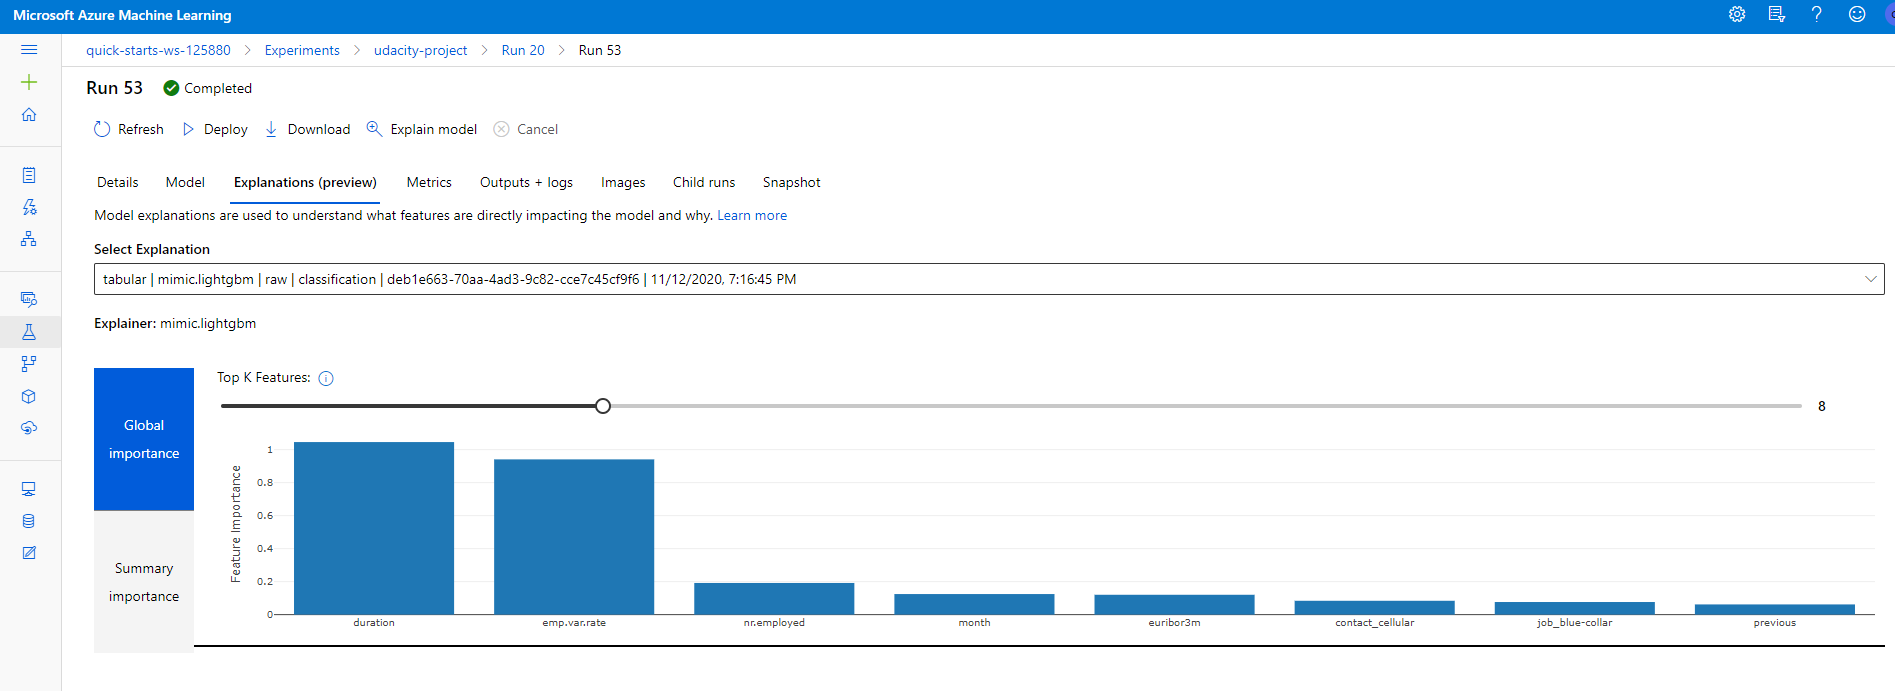 Microsoft Azure Machine Learning
quick-starts-ws-125880 > Experiments > udacity-project > Run 20 > Run 53
Run 53 Completed
Refresh Deploy Download Explain model Cancel
Details Model Explanations (preview) Metrics Outputs + logs Images Child runs Snapshot
Model explanations are used to understand what features are directly impacting the model and why. Learn more
Select Explanation
tabular | mimic.lightgbm | raw | classification | deb1e663-70aa-4ad3-9c82-cce7c45cf9f6 | 11/12/2020, 7:16:45 PM
Explainer: mimic.lightgbm
Global
importance
Summary
importance
Top K Features:
8
Feature Importance
1
0.8
0.6
0.4
0.2
0
duration emp.var.rate nr.employed month euribor3m contact_cellular job_blue-collar previous